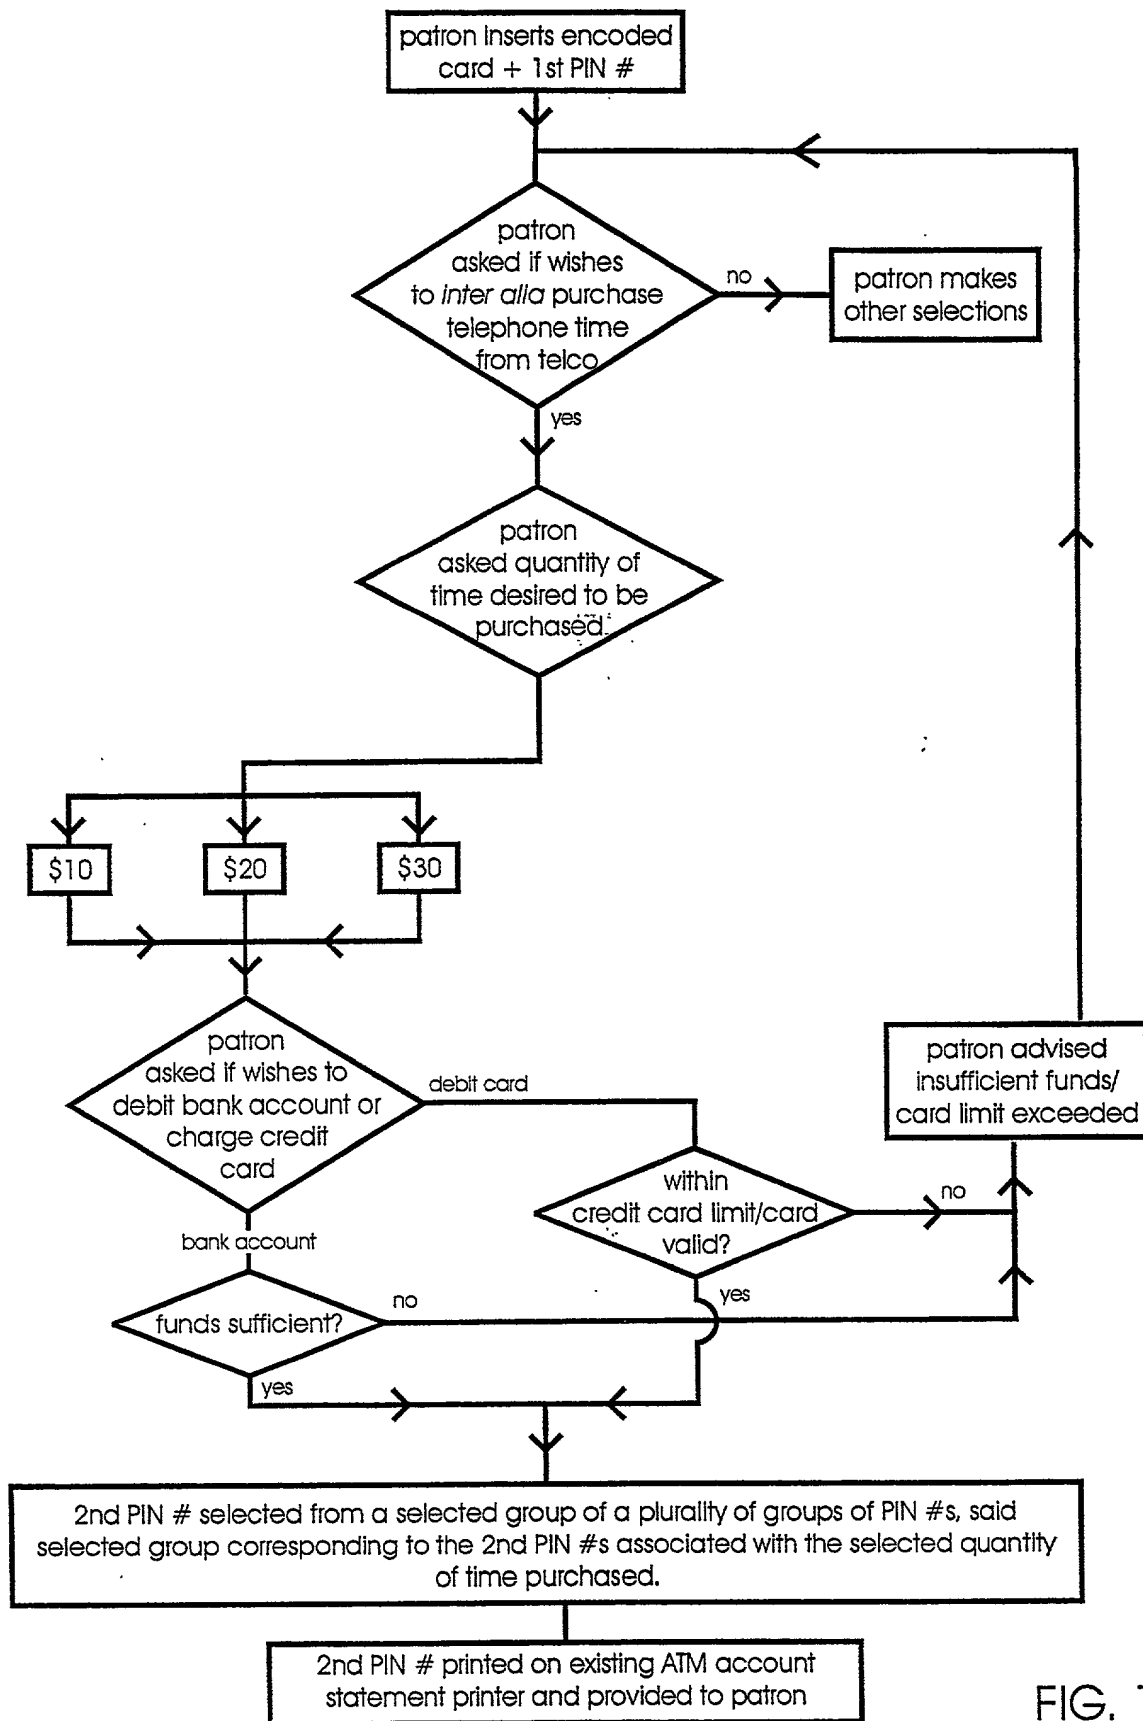 patron inserts encoded
card + 1st PIN #
patron
asked if wishes
to inter alia purchase
telephone time
from telco
no
patron makes
other selections
yes
patron
asked quantity of
time desired to be
purchased.
$10
$20
$30
patron
asked if wishes to
debit bank account or
charge credit
card
debit card
patron advised
insufficient funds/
card limit exceeded
within
credit card limit/card
valid?
no
bank account
yes
funds sufficient?
no
yes
2nd PIN # selected from a selected group of a plurality of groups of PIN #s, said
selected group corresponding to the 2nd PIN #s associated with the selected quantity
of time purchased.
2nd PIN # printed on existing ATM account
statement printer and provided to patron
FIG.